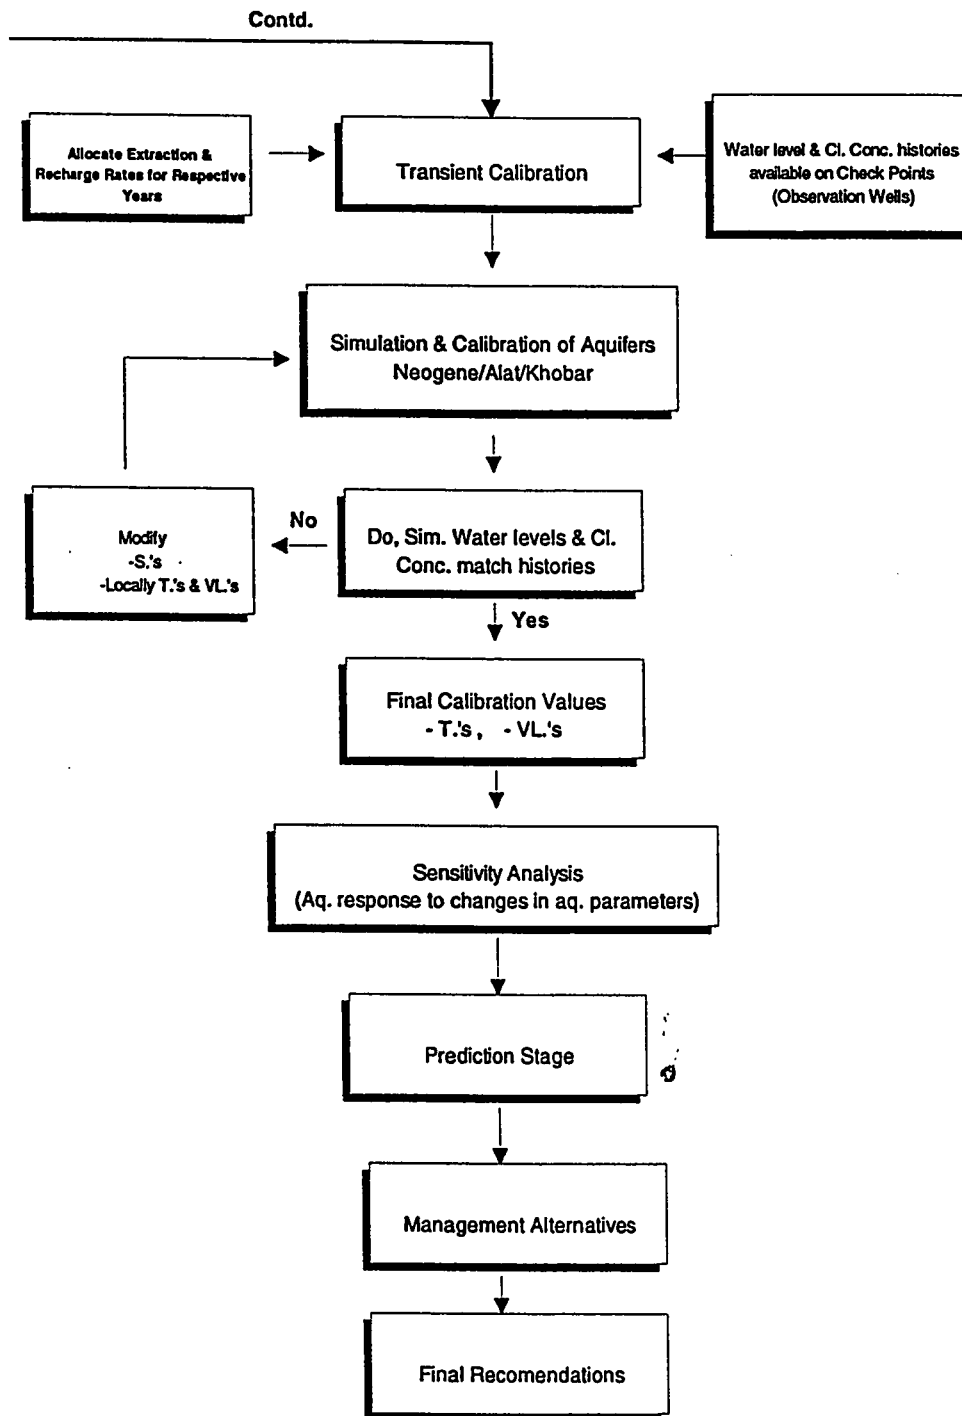 Contd.
Allocate Extraction &
Recharge Rates for Respective
Years
Transient Calibration
Water level & Cl. Conc. histories
available on Check Points
(Observation Wells)
Simulation & Calibration of Aquifers
Neogene/Alat/Khobar
Modify
-S.'s
-Locally T.'s & VL.'s
No
Do, Sim. Water levels & Cl.
Conc. match histories
Yes
Final Calibration Values
- T.'s , - VL.'s
Sensitivity Analysis
(Aq. response to changes in aq. parameters)
Prediction Stage
Management Alternatives
Final Recomendations